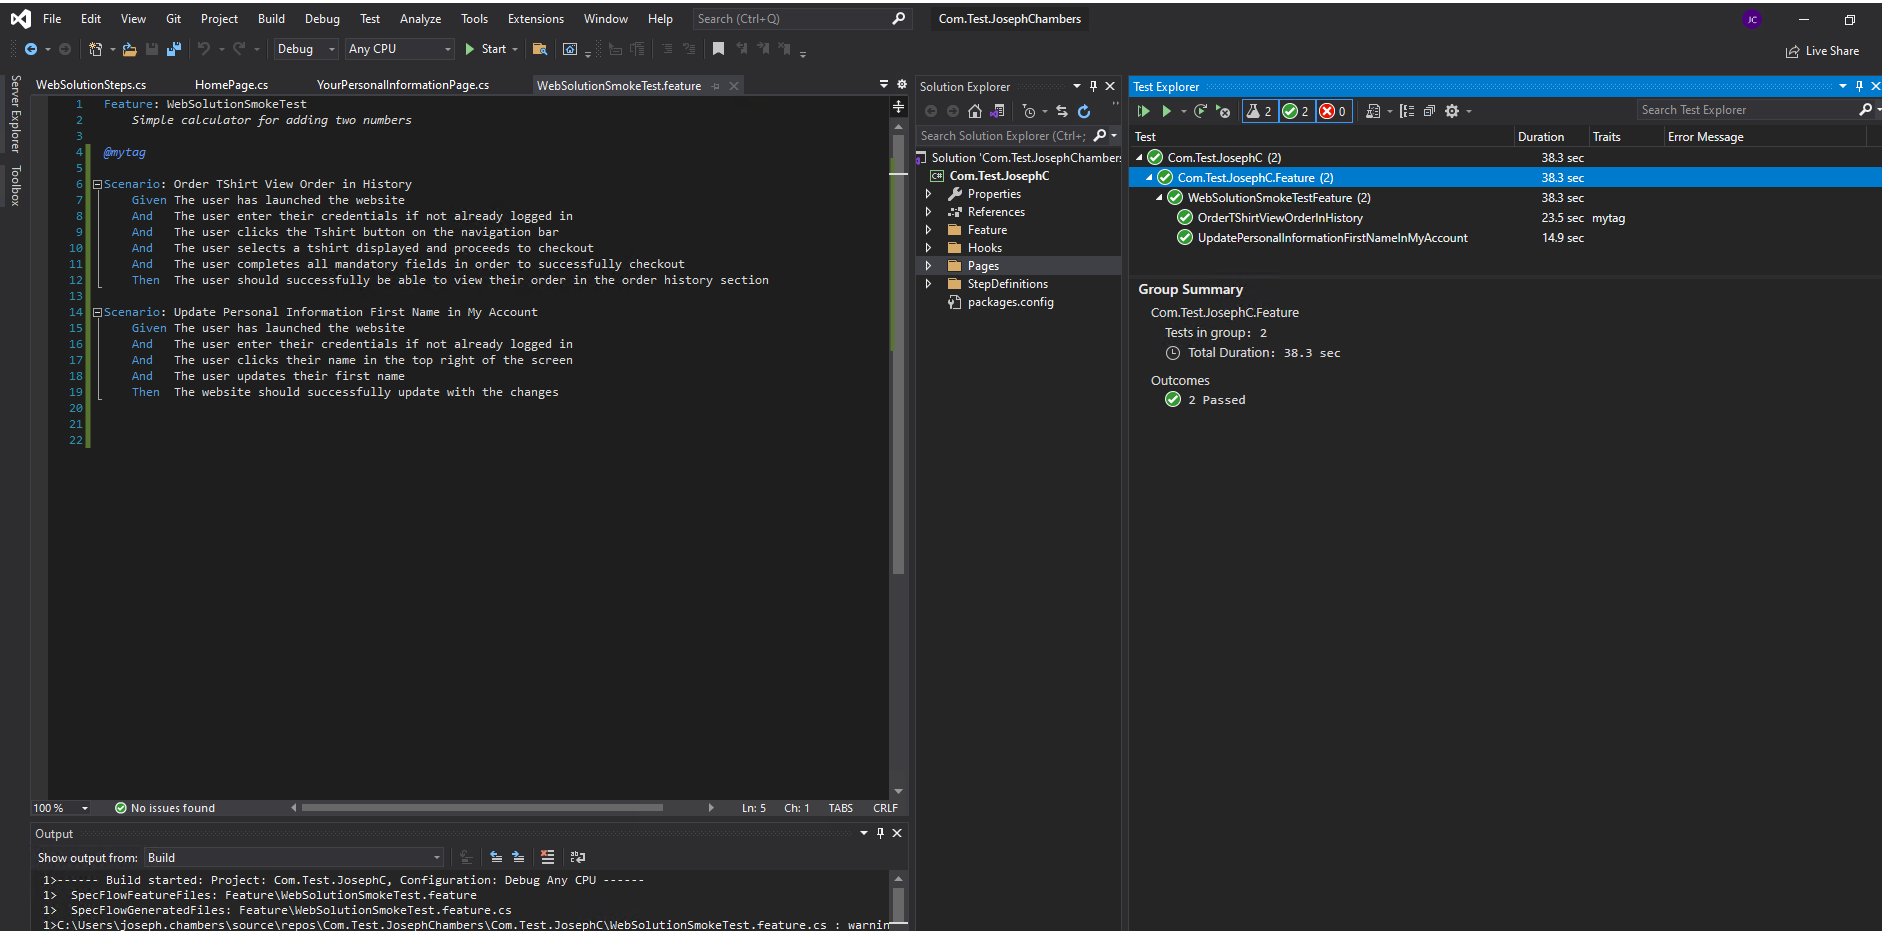 File Edit View Git Project Build Debug Test Analyze Tools Extensions Window Help Search (Ctrl+Q) Com.Test.JosephChambers JC
Debug Any CPU Start Live Share
Server Explorer
Toolbox
WebSolutionSteps.cs HomePage.cs YourPersonalInformationPage.cs WebSolutionSmokeTest.feature
1 Feature: WebSolutionSmokeTest
2 Simple calculator for adding two numbers
3
4 @mytag
5
6 Scenario: Order TShirt View Order in History
7 Given The user has launched the website
8 And The user enter their credentials if not already logged in
9 And The user clicks the Tshirt button on the navigation bar
10 And The user selects a tshirt displayed and proceeds to checkout
11 And The user completes all mandatory fields in order to successfully checkout
12 Then The user should successfully be able to view their order in the order history section
13
14 Scenario: Update Personal Information First Name in My Account
15 Given The user has launched the website
16 And The user enter their credentials if not already logged in
17 And The user clicks their name in the top right of the screen
18 And The user updates their first name
19 Then The website should successfully update with the changes
20
21
22
100 % No issues found Ln: 5 Ch: 1 TABS CRLF
Output
Show output from: Build
1>------ Build started: Project: Com.Test.JosephC, Configuration: Debug Any CPU ------
1> SpecFlowFeatureFiles: Feature\WebSolutionSmokeTest.feature
1> SpecFlowGeneratedFiles: Feature\WebSolutionSmokeTest.feature.cs
1>C:\Users\joseph.chambers\source\repos\Com.Test.JosephChambers\Com.Test.JosephC\WebSolutionSmokeTest.feature.cs : warnin
Solution Explorer
Search Solution Explorer (Ctrl+;
Solution 'Com.Test.JosephChambers
C# Com.Test.JosephC
Properties
References
Feature
Hooks
Pages
StepDefinitions
packages.config
Test Explorer
2 2 0 Search Test Explorer
Test Duration Traits Error Message
Com.Test.JosephC (2) 38.3 sec
Com.Test.JosephC.Feature (2) 38.3 sec
WebSolutionSmokeTestFeature (2) 38.3 sec
OrderTShirtViewOrderInHistory 23.5 sec mytag
UpdatePersonalInformationFirstNameInMyAccount 14.9 sec
Group Summary
Com.Test.JosephC.Feature
Tests in group: 2
Total Duration: 38.3 sec
Outcomes
2 Passed